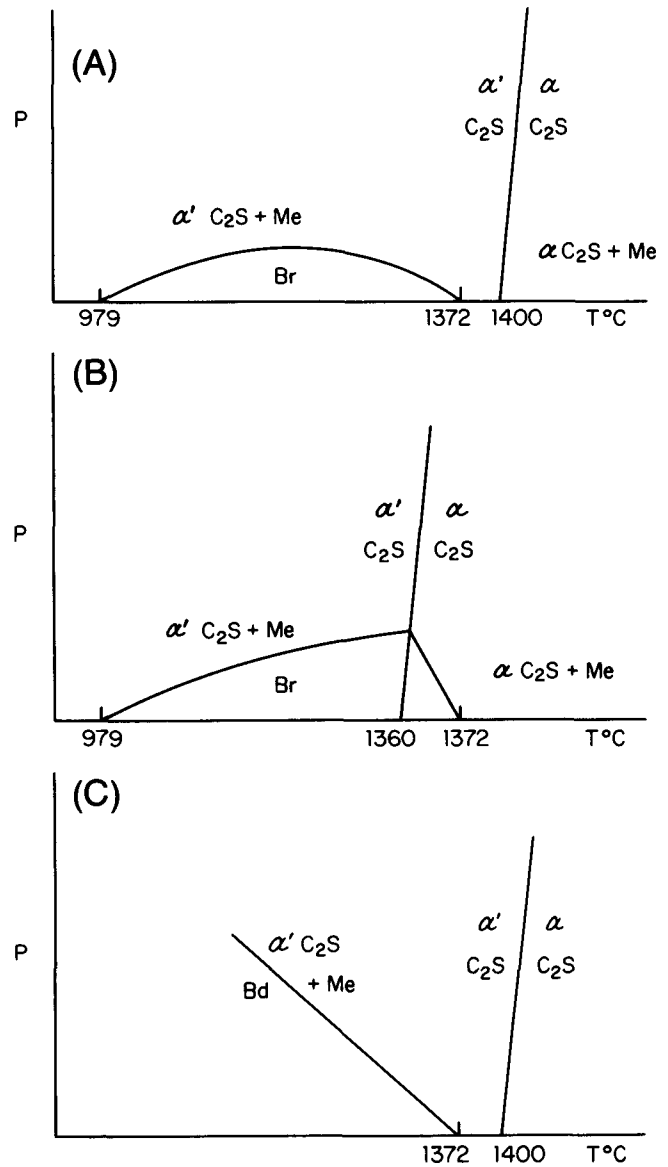 (A)
P
α' α
C₂S C₂S
α' C₂S + Me
Br
α C₂S + Me
979 1372 1400 T°C
(B)
P
α' α
C₂S C₂S
α' C₂S + Me
Br
α C₂S + Me
979 1360 1372 T°C
(C)
P
α' C₂S
Bd + Me
α' α
C₂S C₂S
1372 1400 T°C